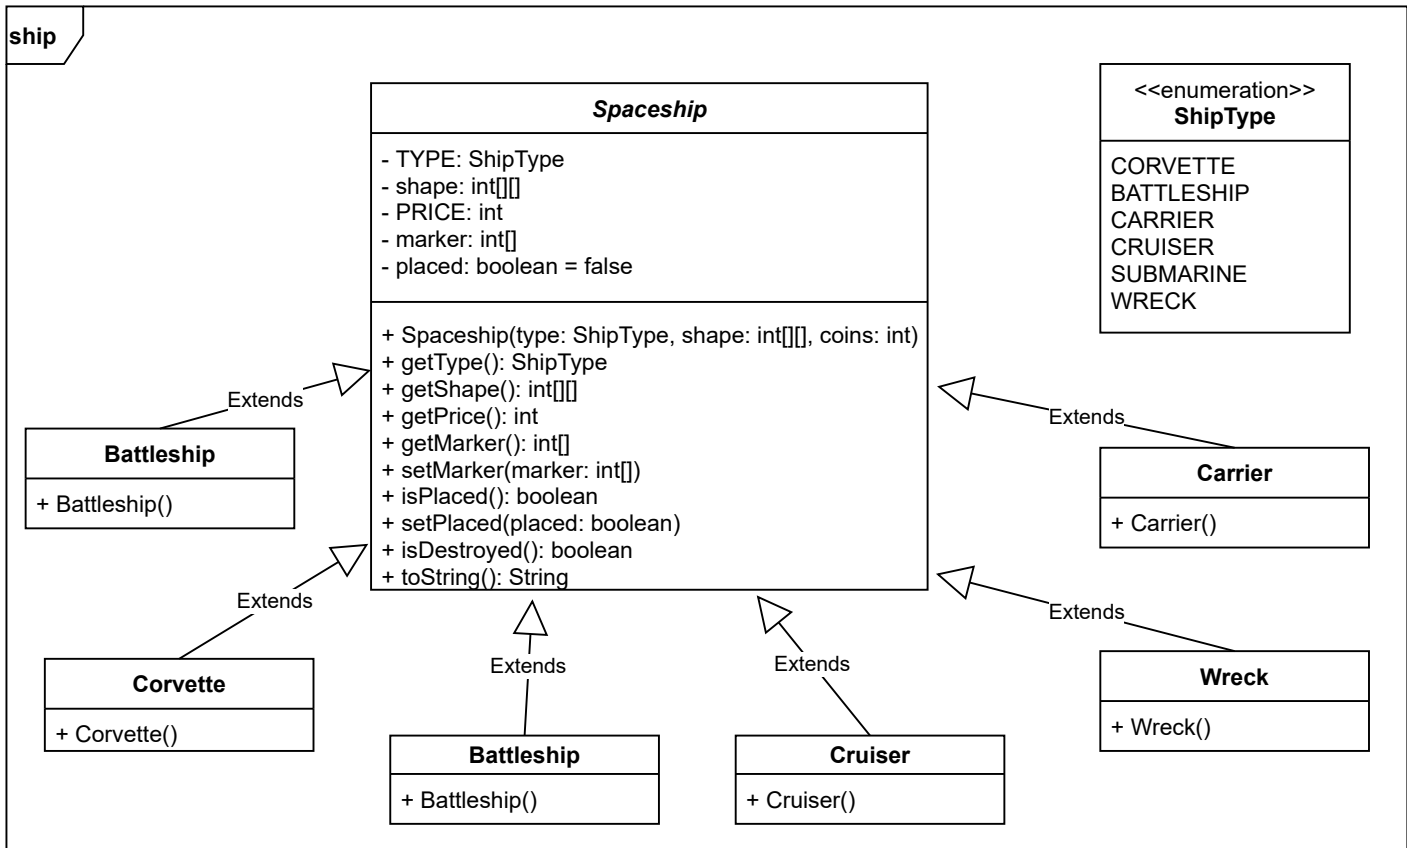 ship
Spaceship
- TYPE: ShipType
- shape: int[][]
- PRICE: int
- marker: int[]
- placed: boolean = false
+ Spaceship(type: ShipType, shape: int[][], coins: int)
+ getType(): ShipType
+ getShape(): int[][]
+ getPrice(): int
+ getMarker(): int[]
+ setMarker(marker: int[])
+ isPlaced(): boolean
+ setPlaced(placed: boolean)
+ isDestroyed(): boolean
+ toString(): String
<<enumeration>>
ShipType
CORVETTE
BATTLESHIP
CARRIER
CRUISER
SUBMARINE
WRECK
Extends
Battleship
+ Battleship()
Extends
Corvette
+ Corvette()
Extends
Battleship
+ Battleship()
Extends
Cruiser
+ Cruiser()
Extends
Carrier
+ Carrier()
Extends
Wreck
+ Wreck()